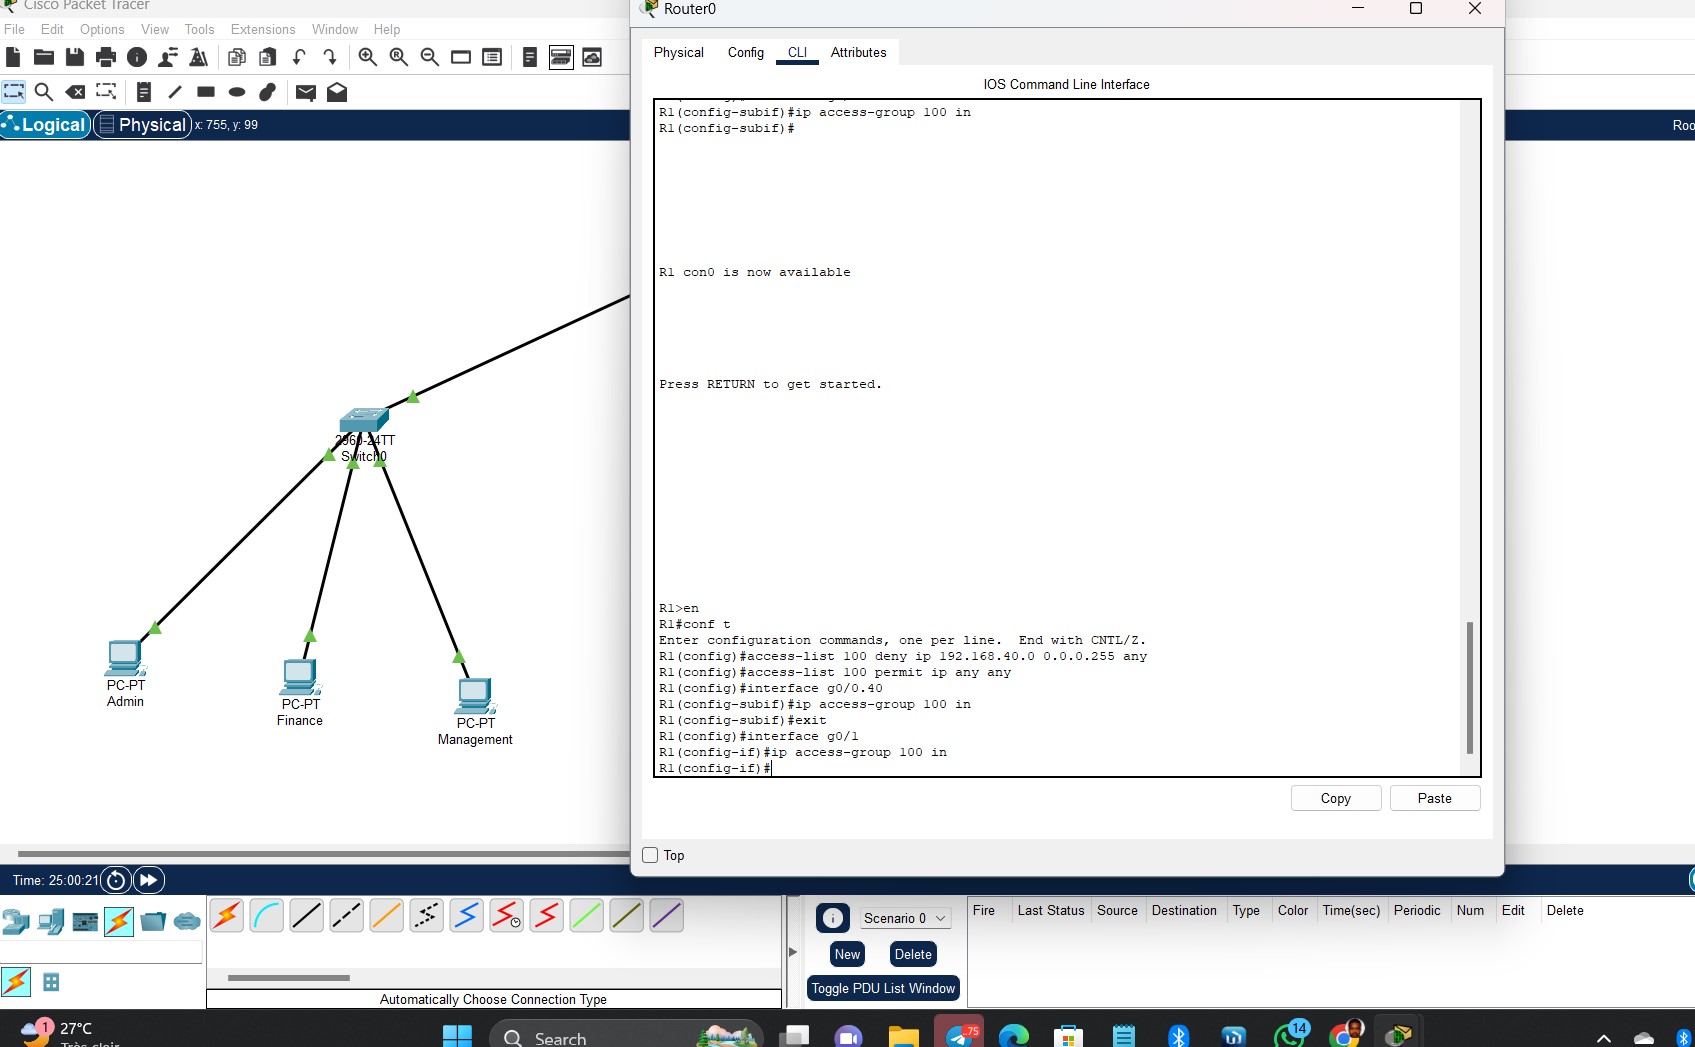 Cisco Packet Tracer
File Edit Options View Tools Extensions Window Help
Logical Physical x: 755, y: 99
Roo
2960-24TT
Switch0
PC-PT
Admin
PC-PT
Finance
PC-PT
Management
Router0
Physical Config CLI Attributes
IOS Command Line Interface
R1(config-subif)#ip access-group 100 in
R1(config-subif)#
R1 con0 is now available
Press RETURN to get started.
R1>en
R1#conf t
Enter configuration commands, one per line.  End with CNTL/Z.
R1(config)#access-list 100 deny ip 192.168.40.0 0.0.0.255 any
R1(config)#access-list 100 permit ip any any
R1(config)#interface g0/0.40
R1(config-subif)#ip access-group 100 in
R1(config-subif)#exit
R1(config)#interface g0/1
R1(config-if)#ip access-group 100 in
R1(config-if)#
Copy Paste
Top
Time: 25:00:21
Automatically Choose Connection Type
Scenario 0
New Delete
Toggle PDU List Window
Fire Last Status Source Destination Type Color Time(sec) Periodic Num Edit Delete
1 27°C
Très clair
Search
75
14